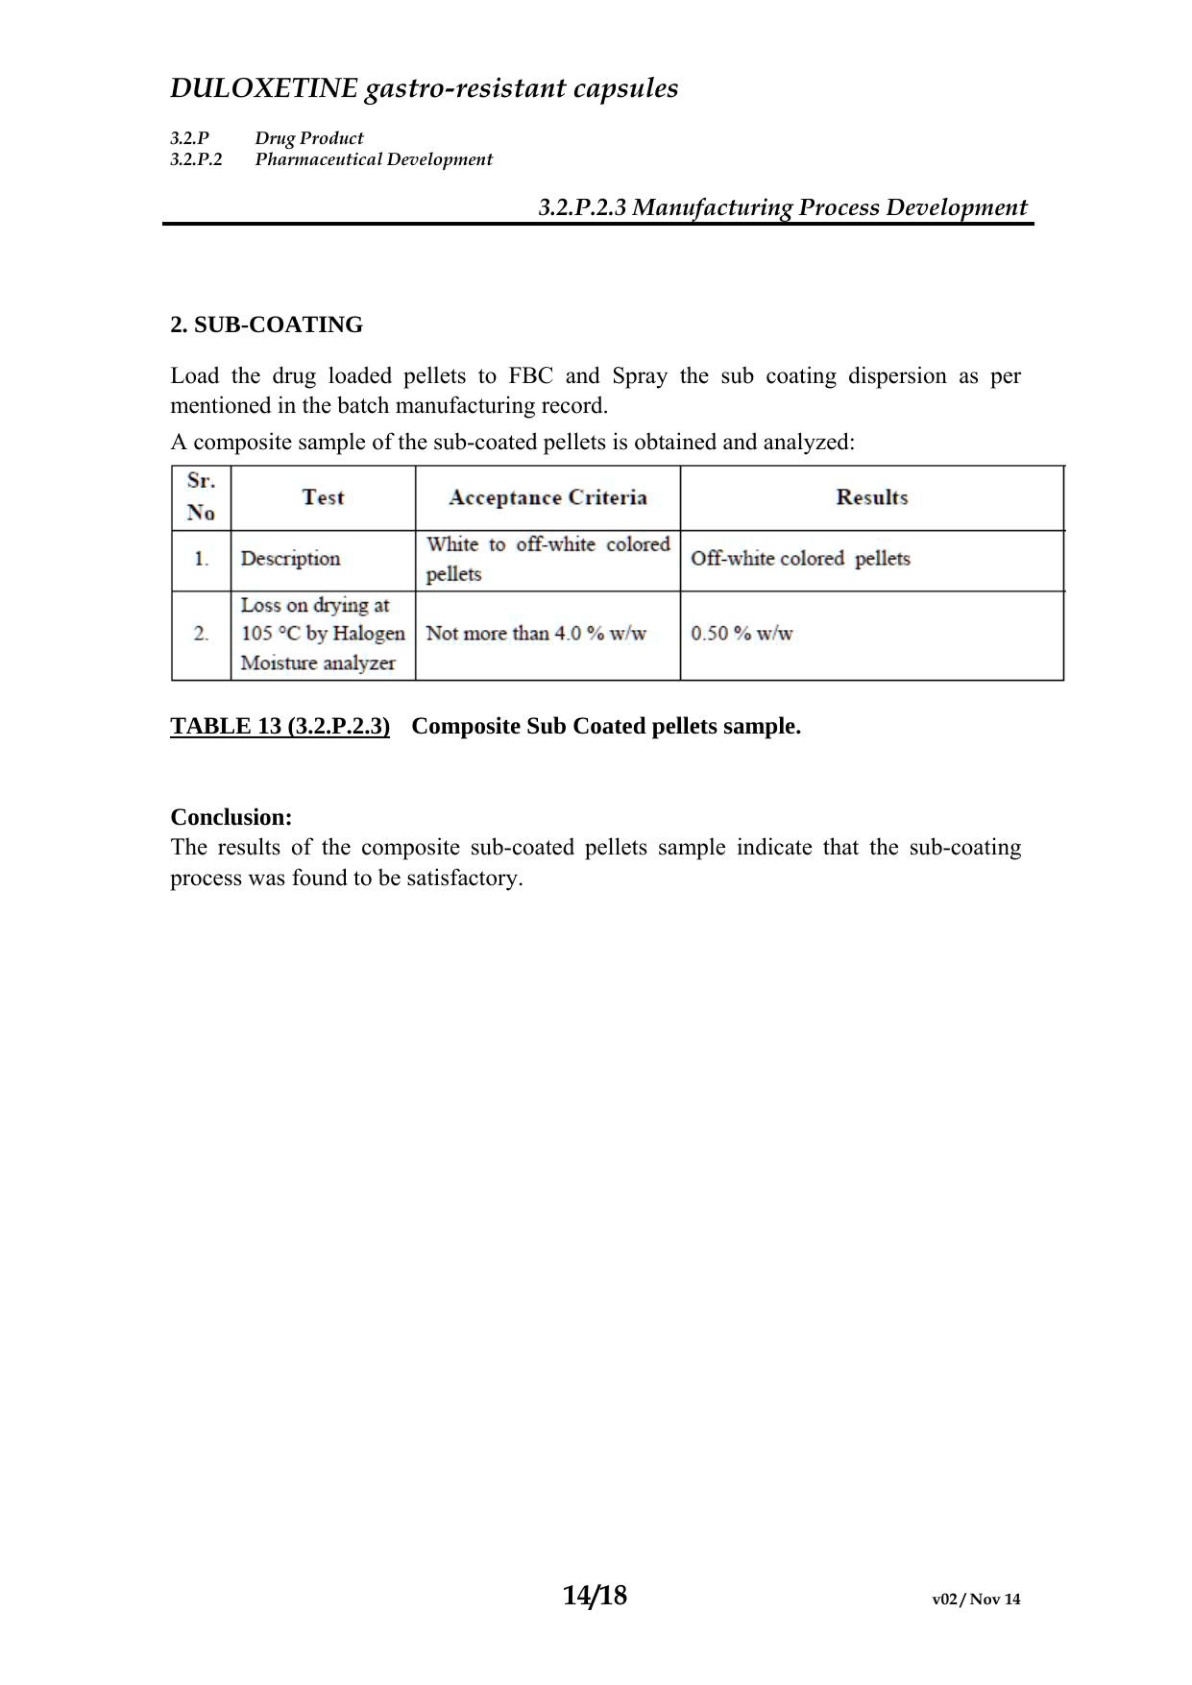 DULOXETINE gastro-resistant capsules
3.2.P Drug Product
3.2.P.2 Pharmaceutical Development
3.2.P.2.3 Manufacturing Process Development
2. SUB-COATING
Load the drug loaded pellets to FBC and Spray the sub coating dispersion as per
mentioned in the batch manufacturing record.
A composite sample of the sub-coated pellets is obtained and analyzed:
Sr.
No
Test
Acceptance Criteria
Results
1.
Description
White to off-white colored
pellets
Off-white colored pellets
2.
Loss on drying at
105 °C by Halogen
Moisture analyzer
Not more than 4.0 % w/w
0.50 % w/w
TABLE 13 (3.2.P.2.3) Composite Sub Coated pellets sample.
Conclusion:
The results of the composite sub-coated pellets sample indicate that the sub-coating
process was found to be satisfactory.
14/18
v02 / Nov 14